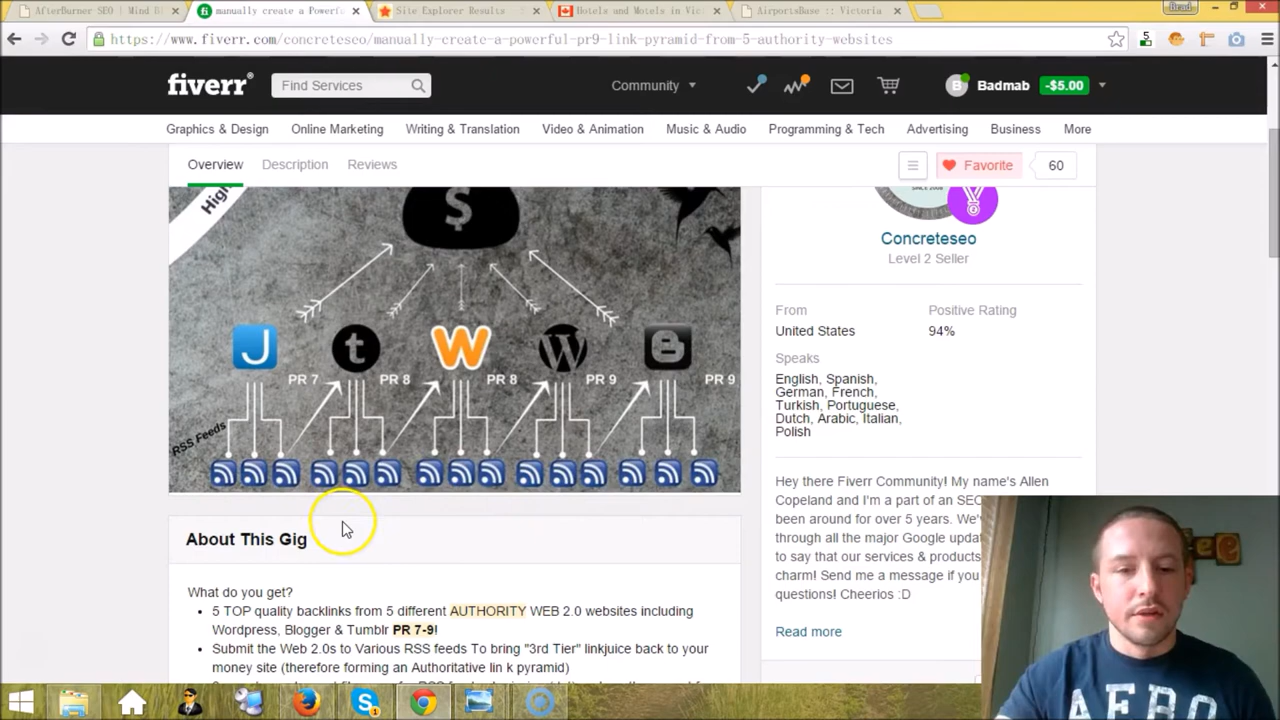 AfterBurner SEO | Mind B
manually create a Powerfu
Site Explorer Results
Hotels and Motels in Vic
AirportsBase :: Victoria
Brad
https://www.fiverr.com/concreteseo/manually-create-a-powerful-pr9-link-pyramid-from-5-authority-websites
5
fiverr®
Find Services
Community
B
Badmab
-$5.00
Graphics & Design
Online Marketing
Writing & Translation
Video & Animation
Music & Audio
Programming & Tech
Advertising
Business
More
Overview
Description
Reviews
Favorite
60
High
$
SINCE 2008
J
t
W
W
B
PR 7
PR 8
PR 8
PR 9
PR 9
RSS Feeds
Concreteseo
Level 2 Seller
From
Positive Rating
United States
94%
Speaks
English, Spanish,
German, French,
Turkish, Portuguese,
Dutch, Arabic, Italian,
Polish
Hey there Fiverr Community! My name's Allen
Copeland and I'm a part of an SEO
been around for over 5 years. We'
through all the major Google upda
to say that our services & products
charm! Send me a message if you
questions! Cheerios :D
Read more
About This Gig
What do you get?
5 TOP quality backlinks from 5 different AUTHORITY WEB 2.0 websites including
Wordpress, Blogger & Tumblr PR 7-9!
Submit the Web 2.0s to Various RSS feeds To bring "3rd Tier" linkjuice back to your
money site (therefore forming an Authoritative lin k pyramid)
AERO